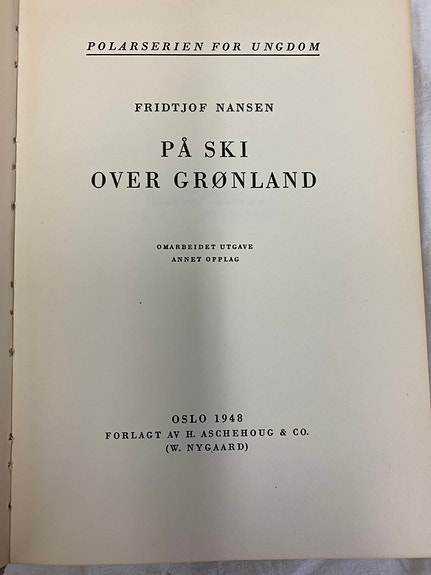 POLARSERIEN FOR UNGDOM
FRIDTJOF NANSEN
PÅ SKI
OVER GRØNLAND
OMARBEIDET UTGAVE
ANNET OPPLAG
OSLO 1948
FORLAGT AV H. ASCHEHOUG & CO.
(W. NYGAARD)